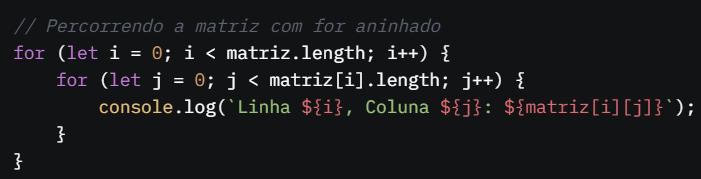 // Percorrendo a matriz com for aninhado
for (let i = 0; i < matriz.length; i++) {
    for (let j = 0; j < matriz[i].length; j++) {
        console.log(`Linha ${i}, Coluna ${j}: ${matriz[i][j]}`);
    }
}